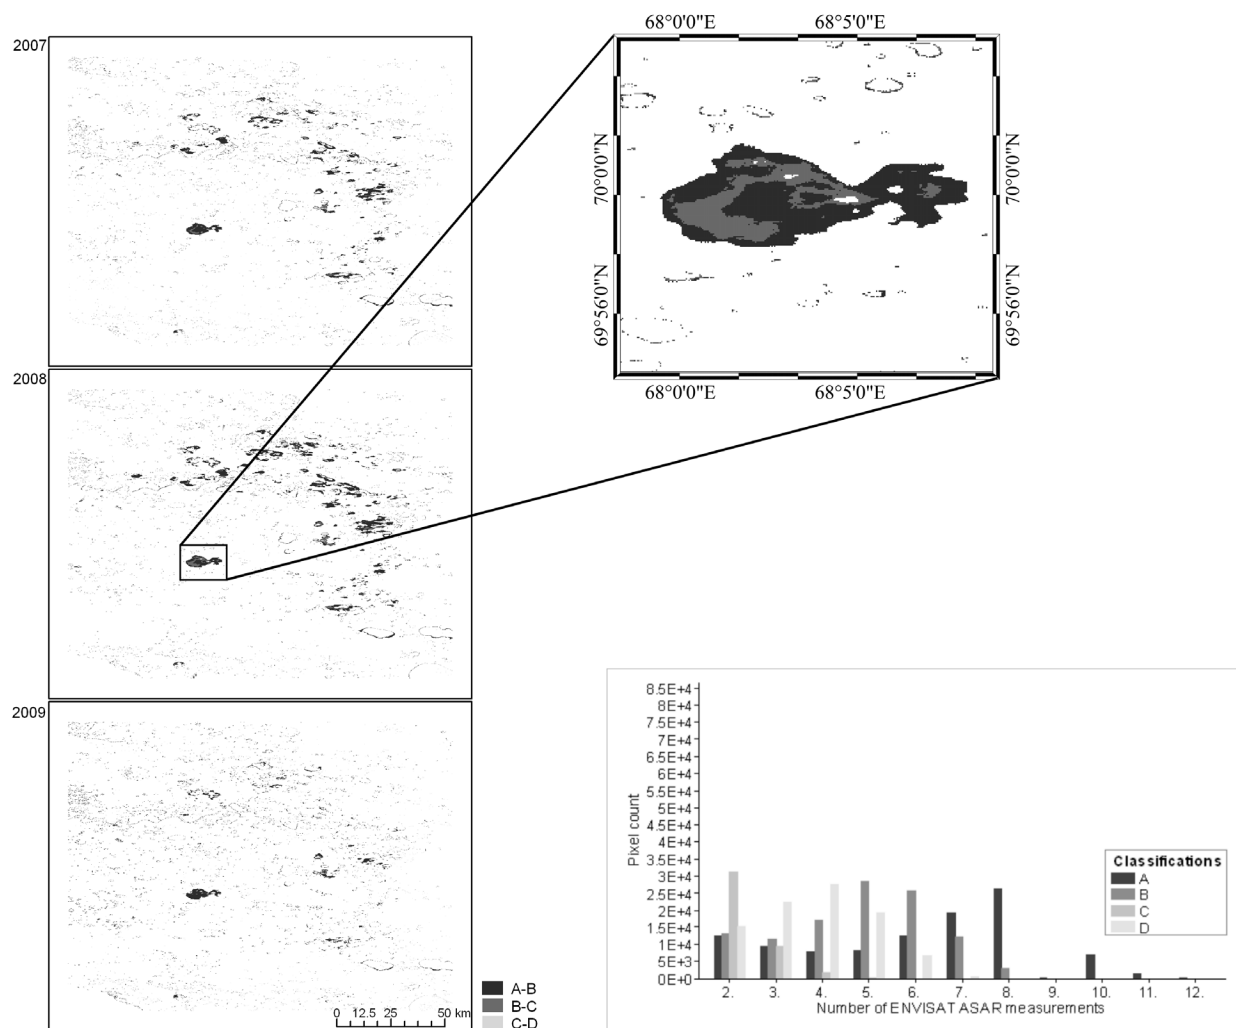 2007
2008
2009
A-B
B-C
C-D
0 12.5 25 50 km
68°0'0"E 68°5'0"E
70°0'0"N
69°56'0"N
70°0'0"N
69°56'0"N
68°0'0"E 68°5'0"E
Pixel count
8.5E+4
8E+4
7.5E+4
7E+4
6.5E+4
6E+4
5.5E+4
5E+4
4.5E+4
4E+4
3.5E+4
3E+4
2.5E+4
2E+4
1.5E+4
1E+4
5E+3
0E+0
2. 3. 4. 5. 6. 7. 8. 9. 10. 11. 12.
Number of ENVISAT ASAR measurements
Classifications
A
B
C
D